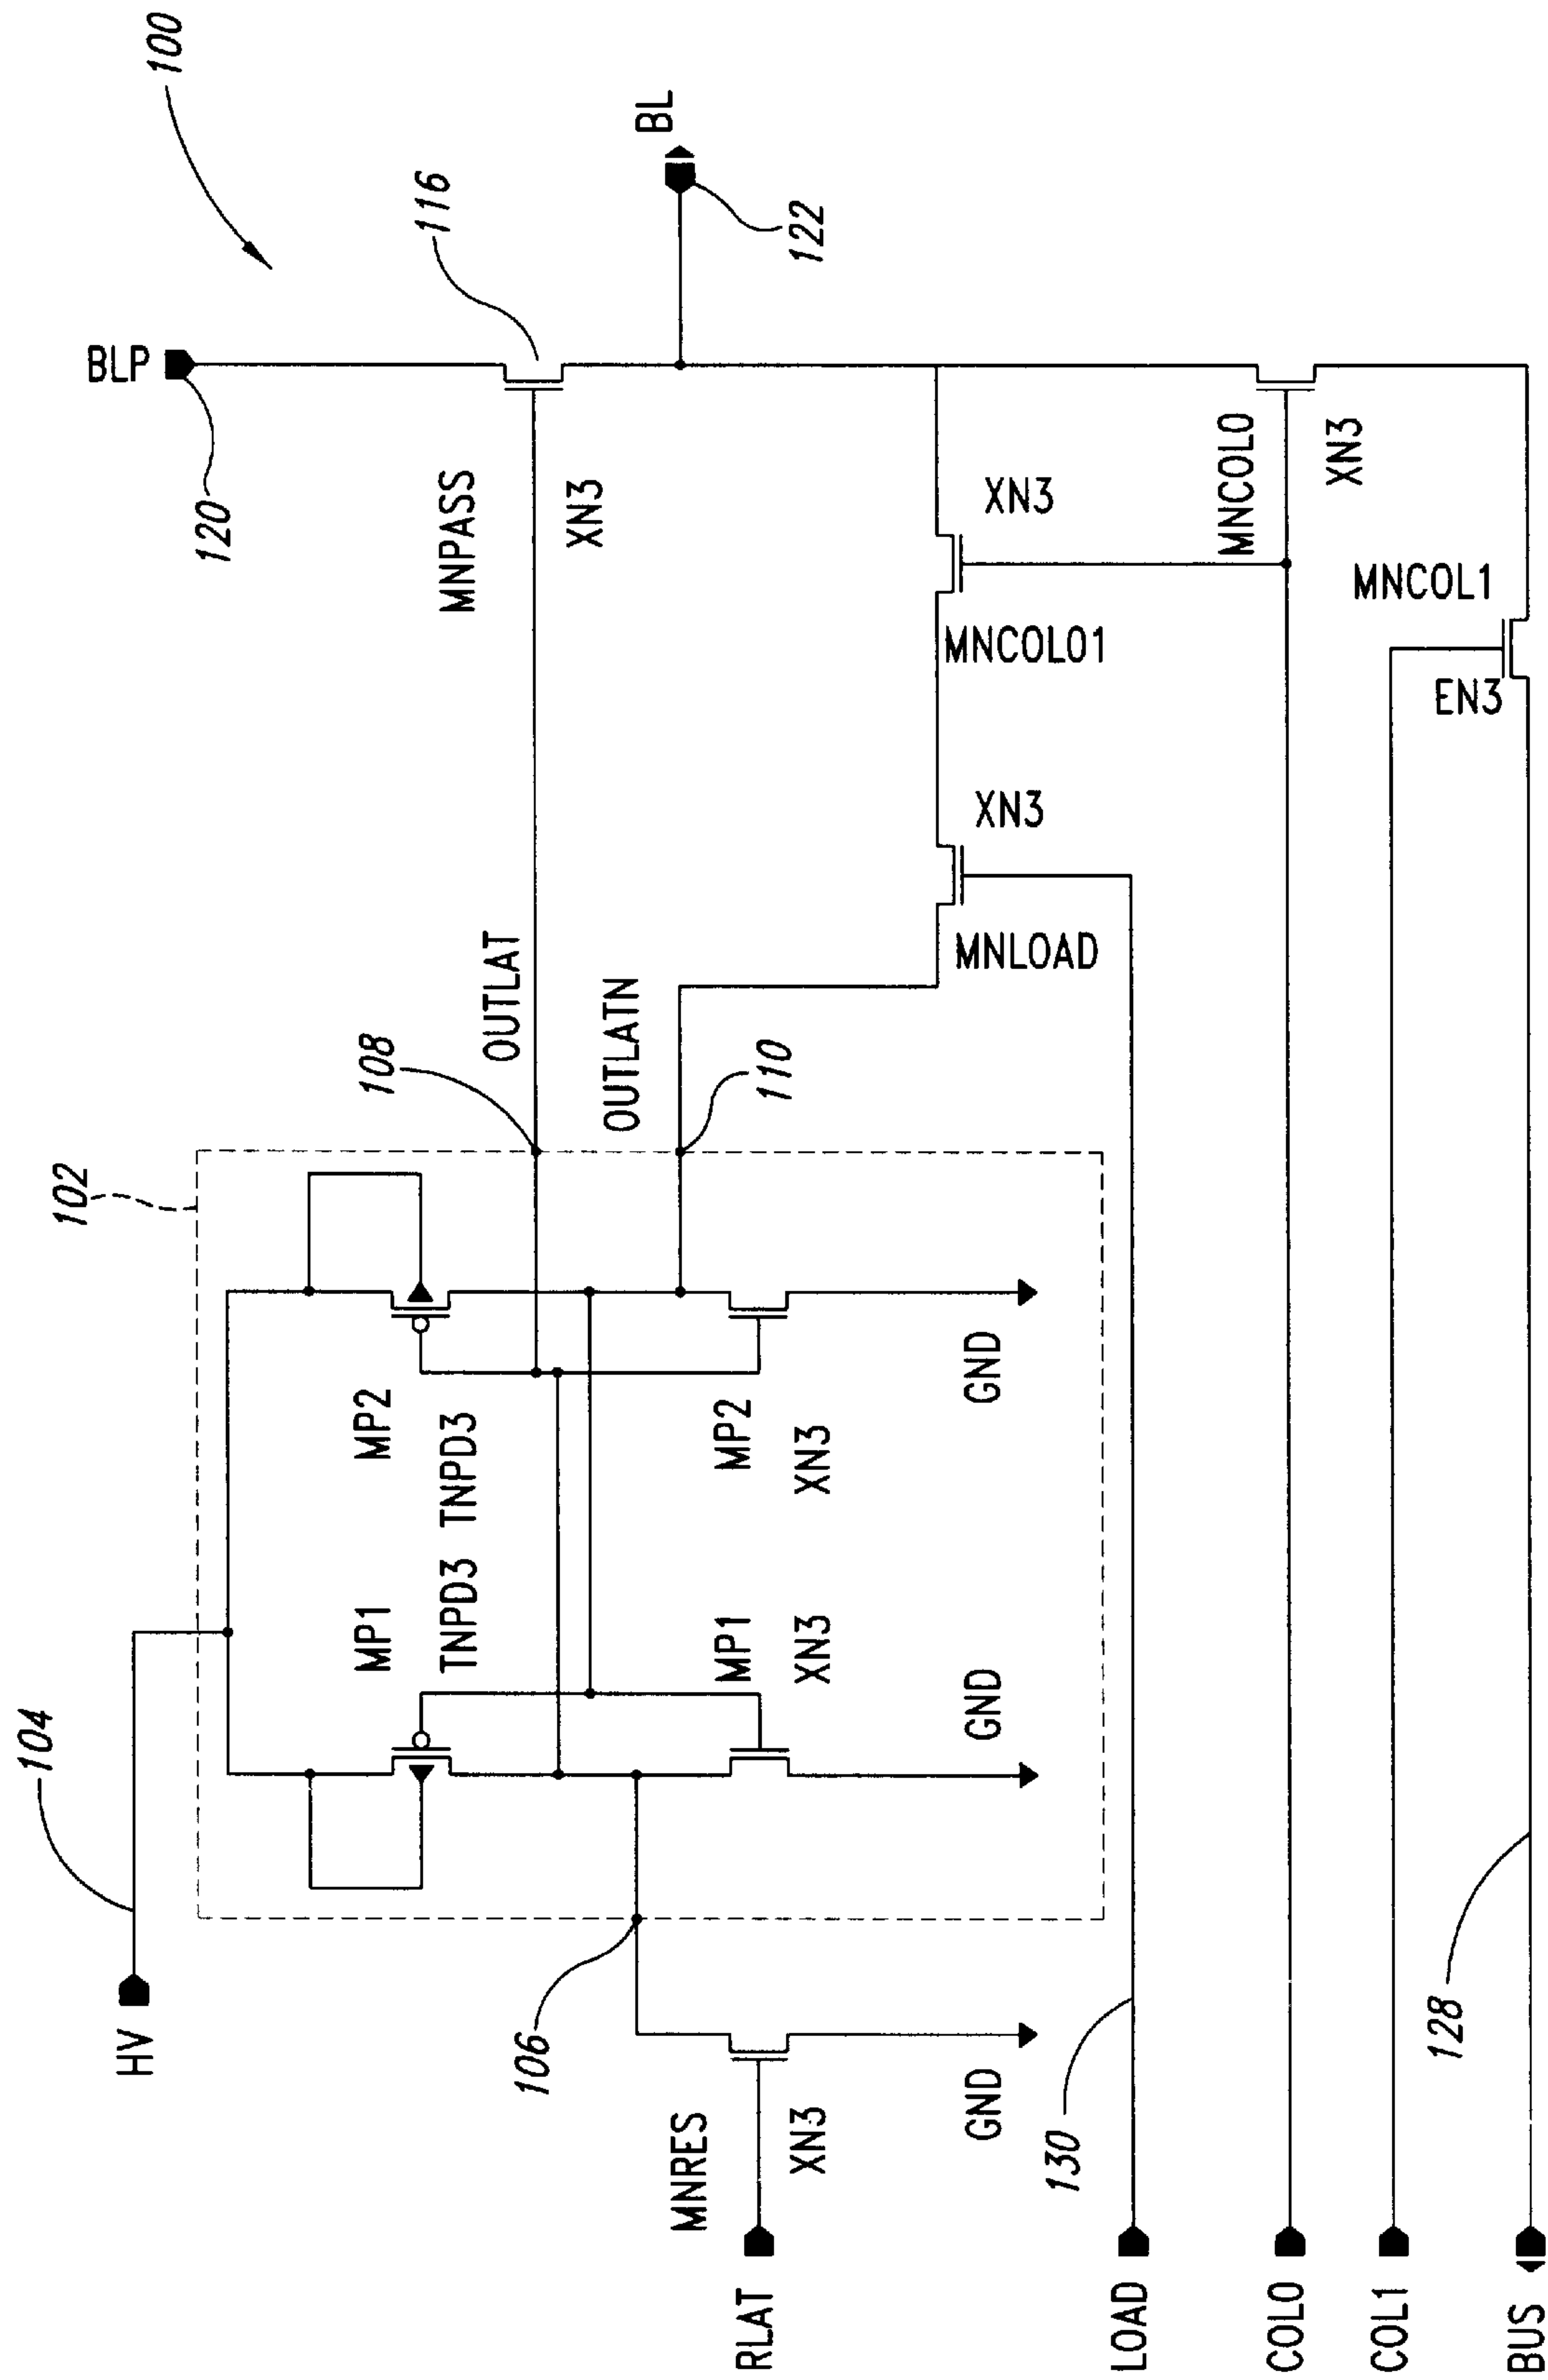 100
104
HV
102
BLP
120
116
BL
122
MP1
TNPD3
MP2
TNPD3
MP1
XN3
MP2
XN3
GND
GND
108
OUTLAT
OUTLATN
110
MNPASS
XN3
106
MNRES
XN3
GND
RLAT
130
LOAD
MNLOAD
XN3
MNCOL01
XN3
MNCOL0
XN3
COL0
MNCOL1
EN3
COL1
128
BUS